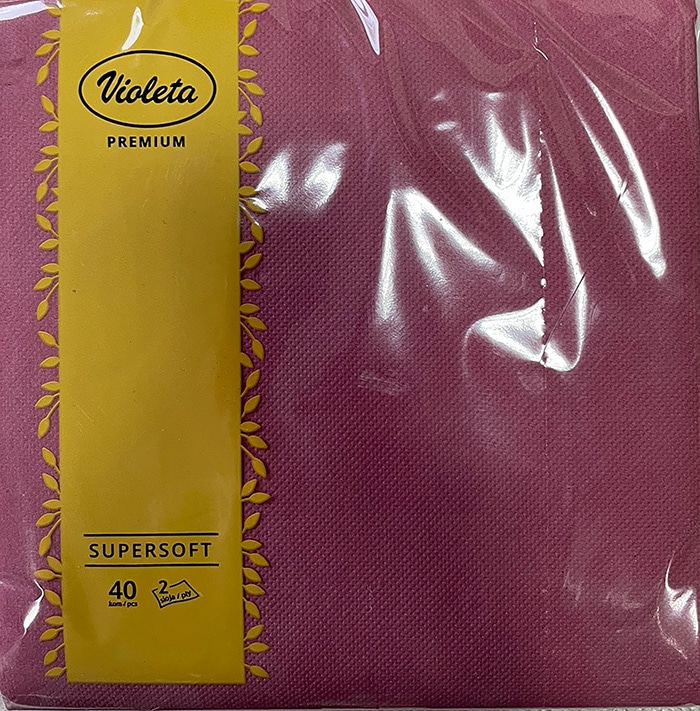 Violeta
PREMIUM
SUPERSOFT
40
kom/pcs
2
sloja/ply